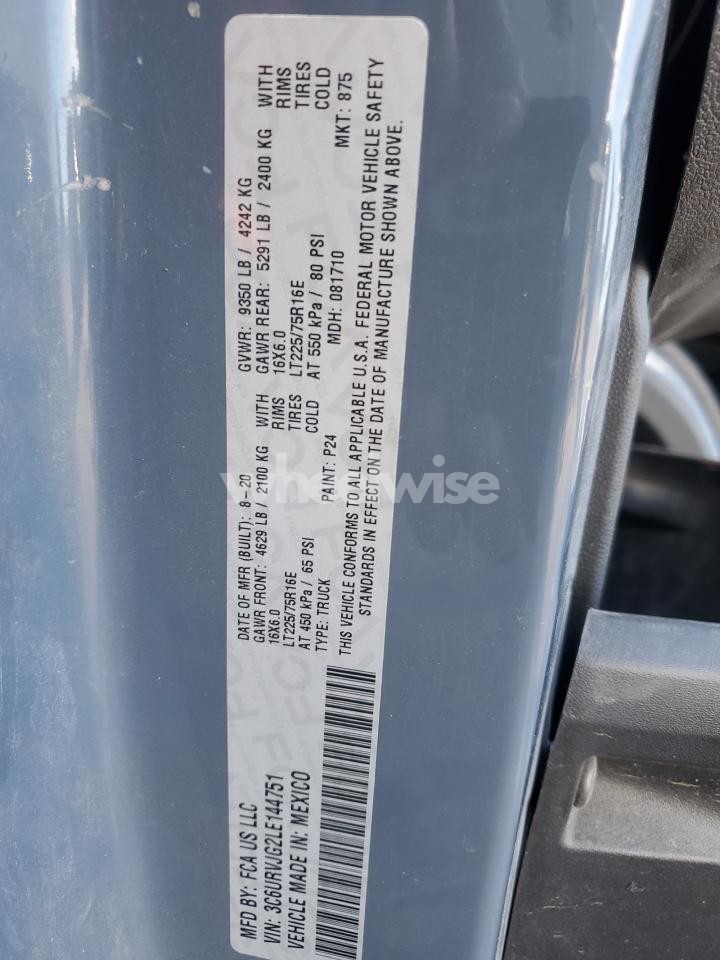 MFD BY: FCA US LLC
DATE OF MFR (BUILT): 8-20
GVWR: 9350 LB / 4242 KG
GAWR FRONT: 4629 LB / 2100 KG WITH
16X6.0 RIMS
LT225/75R16E TIRES
AT 450 kPa / 65 PSI COLD
GAWR REAR: 5291 LB / 2400 KG WITH
16X6.0 RIMS
LT225/75R16E TIRES
AT 550 kPa / 80 PSI COLD
VIN: 3C6URVJG2LE144751
TYPE: TRUCK PAINT: P24 MDH: 081710 MKT: 875
VEHICLE MADE IN: MEXICO
THIS VEHICLE CONFORMS TO ALL APPLICABLE U.S.A. FEDERAL MOTOR VEHICLE SAFETY
STANDARDS IN EFFECT ON THE DATE OF MANUFACTURE SHOWN ABOVE.
wheelwise